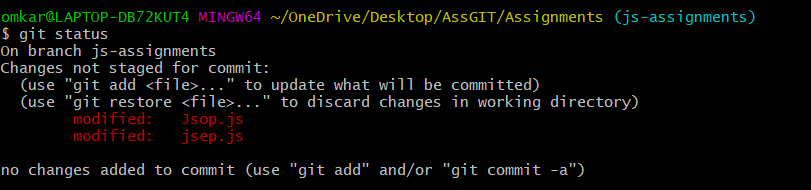 omkar@LAPTOP-DB72KUT4 MINGW64 ~/OneDrive/Desktop/AssGIT/Assignments (js-assignments)
$ git status
On branch js-assignments
Changes not staged for commit:
  (use "git add <file>..." to update what will be committed)
  (use "git restore <file>..." to discard changes in working directory)
        modified:   Jsop.js
        modified:   jsep.js

no changes added to commit (use "git add" and/or "git commit -a")